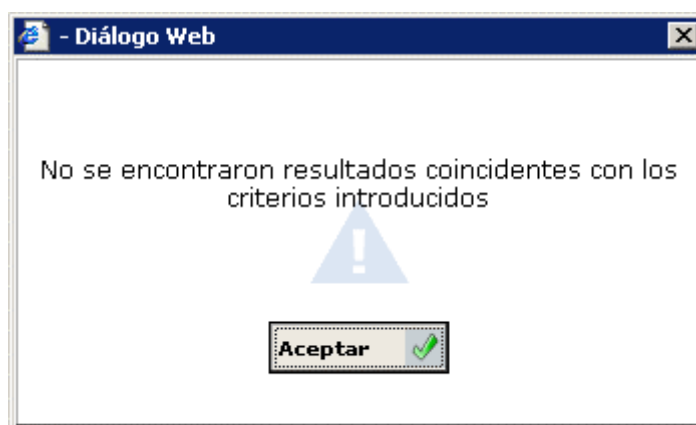 - Diálogo Web
No se encontraron resultados coincidentes con los
criterios introducidos
Aceptar